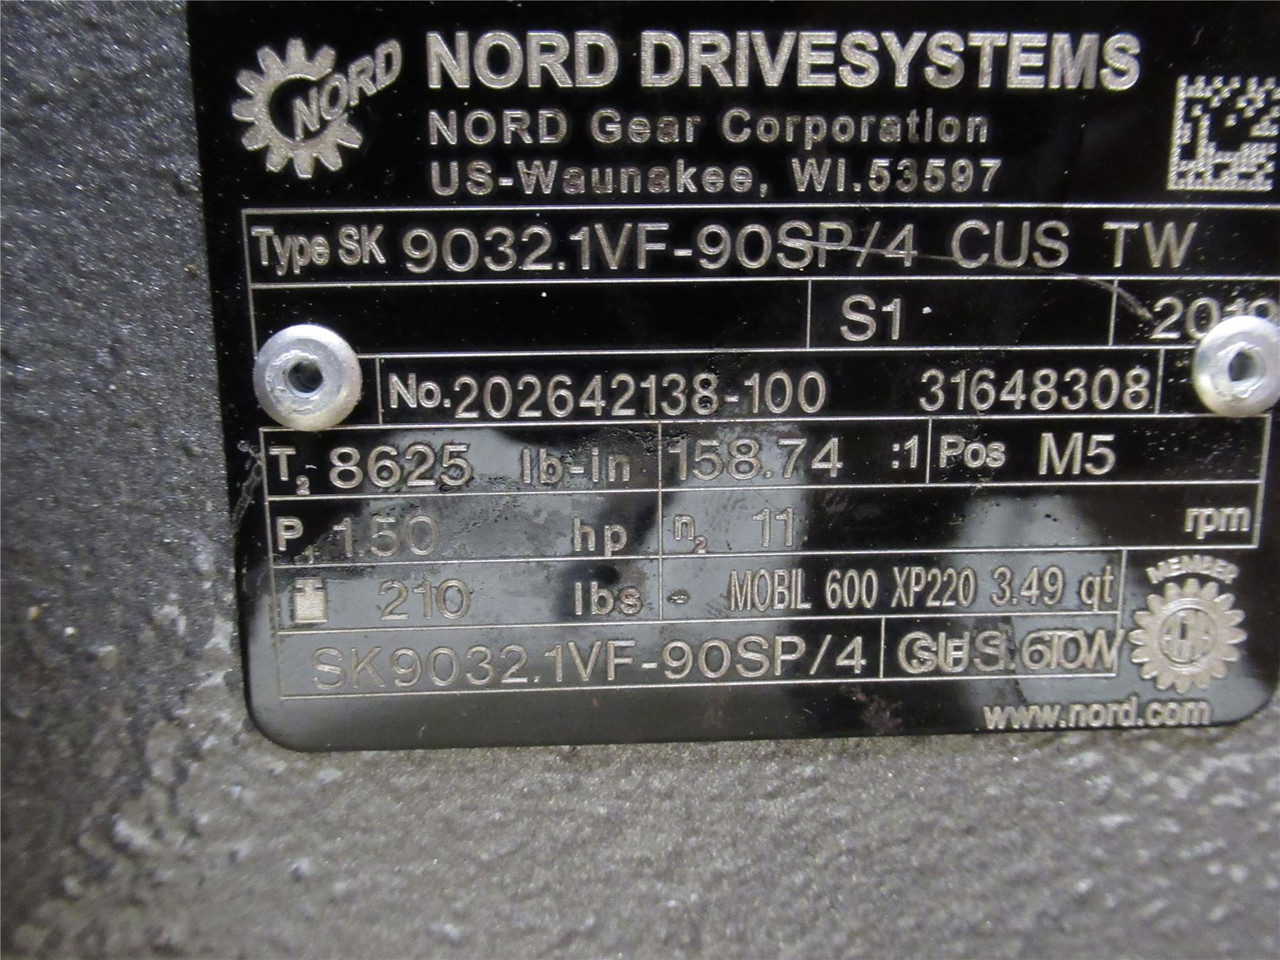 NORD
NORD DRIVESYSTEMS
NORD Gear Corporation
US-Waunakee, WI.53597
Type SK 9032.1VF-90SP/4 CUS TW
S1
No. 202642138-100 31648308
T2 8625 lb-in 158.74 :1 Pos M5
P1 1.50 hp n2 11 rpm
210 lbs - MOBIL 600 XP220 3.49 qt
MEMBER
AGMA
SK9032.1VF-90SP/4
www.nord.com